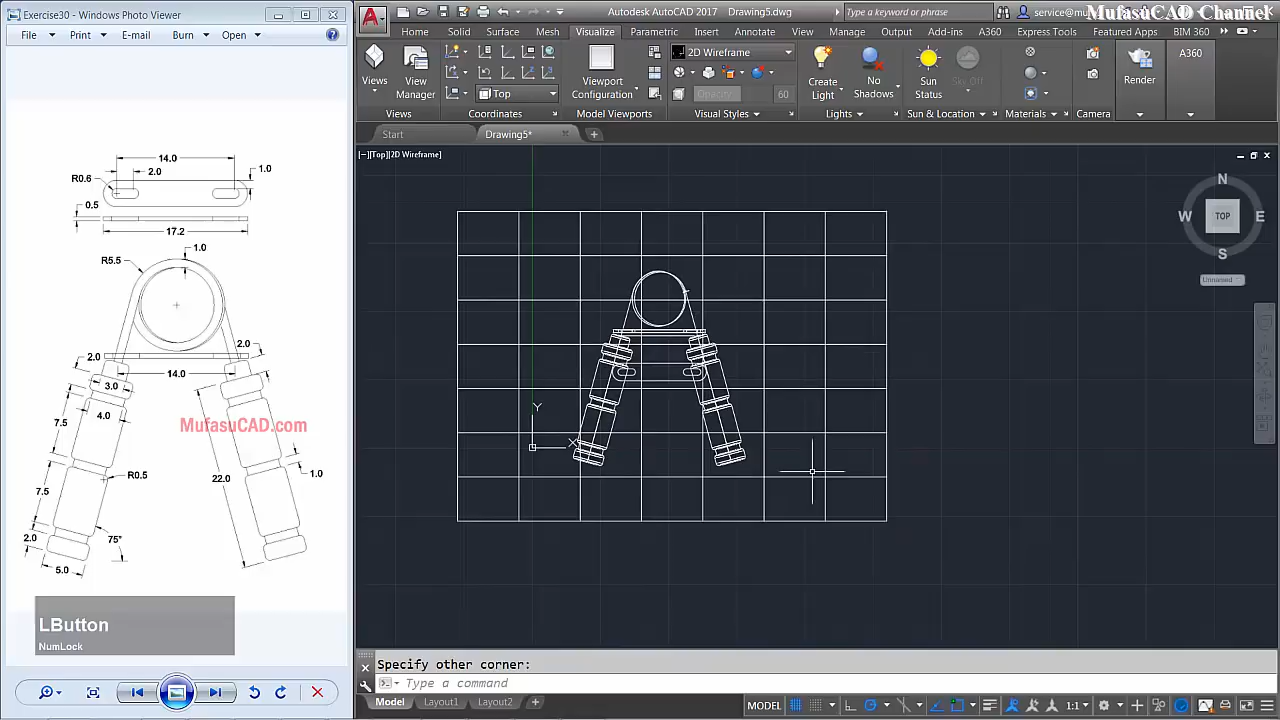 Exercise30 - Windows Photo Viewer
File Print E-mail Burn Open
14.0
1.0
2.0
R0.6
0.5
17.2
1.0
R5.5
2.0
2.0
14.0
3.0
4.0
7.5
MufasuCAD.com
R0.5
22.0
1.0
7.5
2.0
75°
5.0
LButton
NumLock
Autodesk AutoCAD 2017 Drawing5.dwg
Type a keyword or phrase
MufasuCAD Channel
Home Solid Surface Mesh Visualize Parametric Insert Annotate View Manage Output Add-ins A360 Express Tools Featured Apps BIM 360
Views
View Manager
Top
Viewport Configuration
2D Wireframe
Opacity 60
Create Light
No Shadows
Sun Status
Sky Off
Render
A360
Views Coordinates Model Viewports Visual Styles Lights Sun & Location Materials Camera
Start Drawing5*
[−][Top][2D Wireframe]
N
W TOP E
S
Unnamed
Y
X
Specify other corner:
Type a command
Model Layout1 Layout2
MODEL
1:1